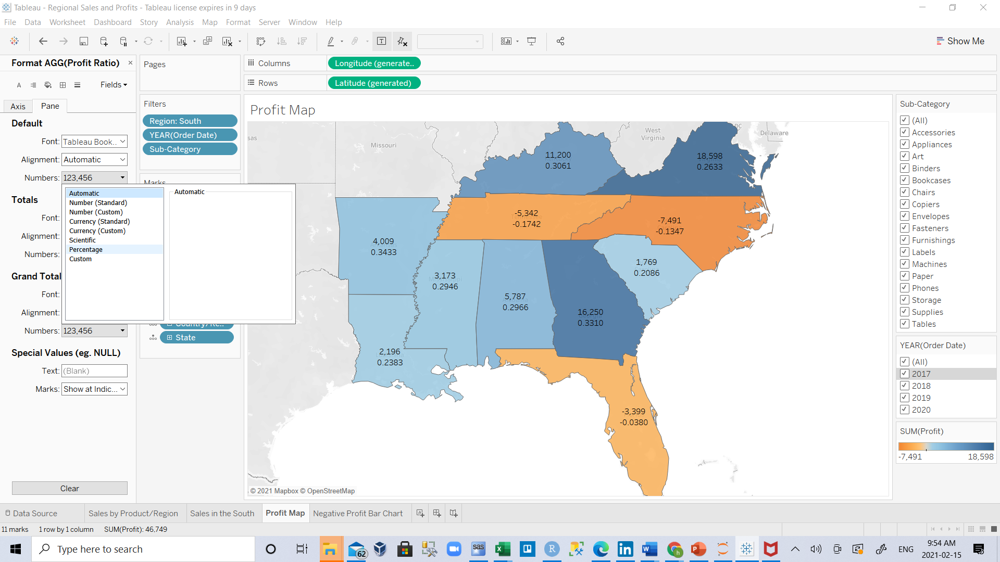 Tableau - Regional Sales and Profits - Tableau license expires in 9 days
File Data Worksheet Dashboard Story Analysis Map Format Server Window Help
Show Me
Format AGG(Profit Ratio)
Fields
Axis Pane
Default
Font: Tableau Book..
Alignment: Automatic
Numbers: 123,456
Automatic
Number (Standard)
Number (Custom)
Currency (Standard)
Currency (Custom)
Scientific
Percentage
Custom
Automatic
Totals
Font:
Alignment:
Numbers:
Grand Total
Font:
Alignment:
Numbers: 123,456
Special Values (eg. NULL)
Text: (Blank)
Marks: Show at Indic...
Clear
Pages
Filters
Region: South
YEAR(Order Date)
Sub-Category
Marks
Country/Re..
State
Columns Longitude (generate..
Rows Latitude (generated)
Profit Map
sas
Missouri
West
Virginia
DC
Delaware
11,200
0.3061
18,598
0.2633
-5,342
-0.1742
-7,491
-0.1347
4,009
0.3433
3,173
0.2946
5,787
0.2966
16,250
0.3310
1,769
0.2086
2,196
0.2383
-3,399
-0.0380
© 2021 Mapbox © OpenStreetMap
Sub-Category
(All)
Accessories
Appliances
Art
Binders
Bookcases
Chairs
Copiers
Envelopes
Fasteners
Furnishings
Labels
Machines
Paper
Phones
Storage
Supplies
Tables
YEAR(Order Date)
(All)
2017
2018
2019
2020
SUM(Profit)
-7,491 18,598
Data Source Sales by Product/Region Sales in the South Profit Map Negative Profit Bar Chart
11 marks 1 row by 1 column SUM(Profit): 46,749
Type here to search
62
sas
ENG
9:54 AM
2021-02-15